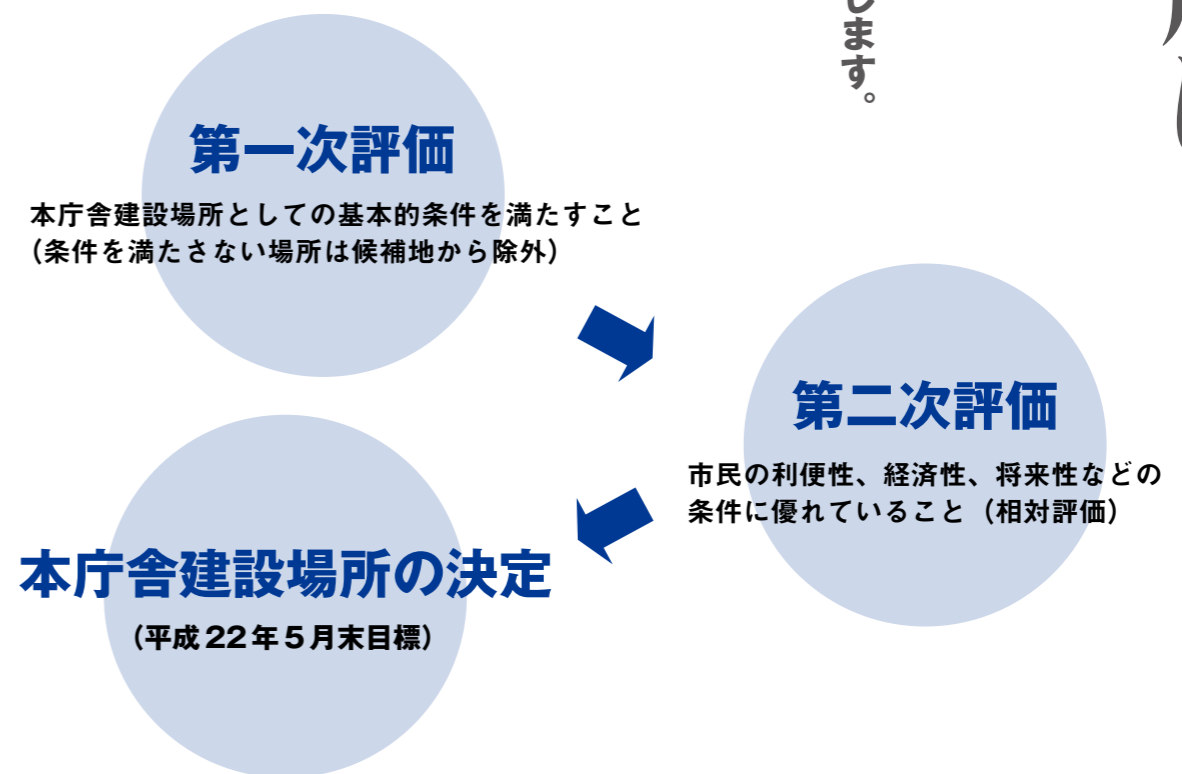 します。
第一次評価
本庁舎建設場所としての基本的条件を満たすこと
（条件を満たさない場所は候補地から除外）
第二次評価
市民の利便性、経済性、将来性などの
条件に優れていること（相対評価）
本庁舎建設場所の決定
（平成22年５月末目標）